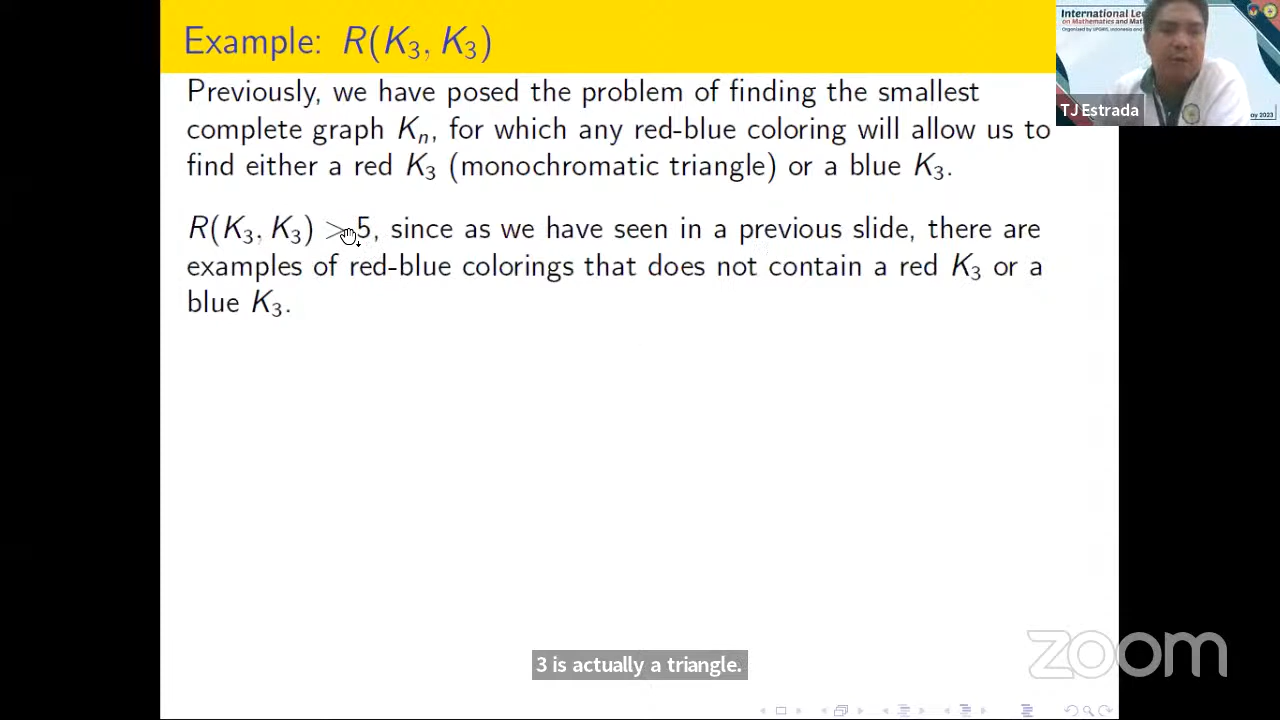 Example: R(K₃, K₃)
Previously, we have posed the problem of finding the smallest
complete graph Kₙ, for which any red-blue coloring will allow us to
find either a red K₃ (monochromatic triangle) or a blue K₃.
R(K₃, K₃) > 5, since as we have seen in a previous slide, there are
examples of red-blue colorings that does not contain a red K₃ or a
blue K₃.
International Le
on Mathematics and Math
TJ Estrada
ay 2023
zoom
3 is actually a triangle.